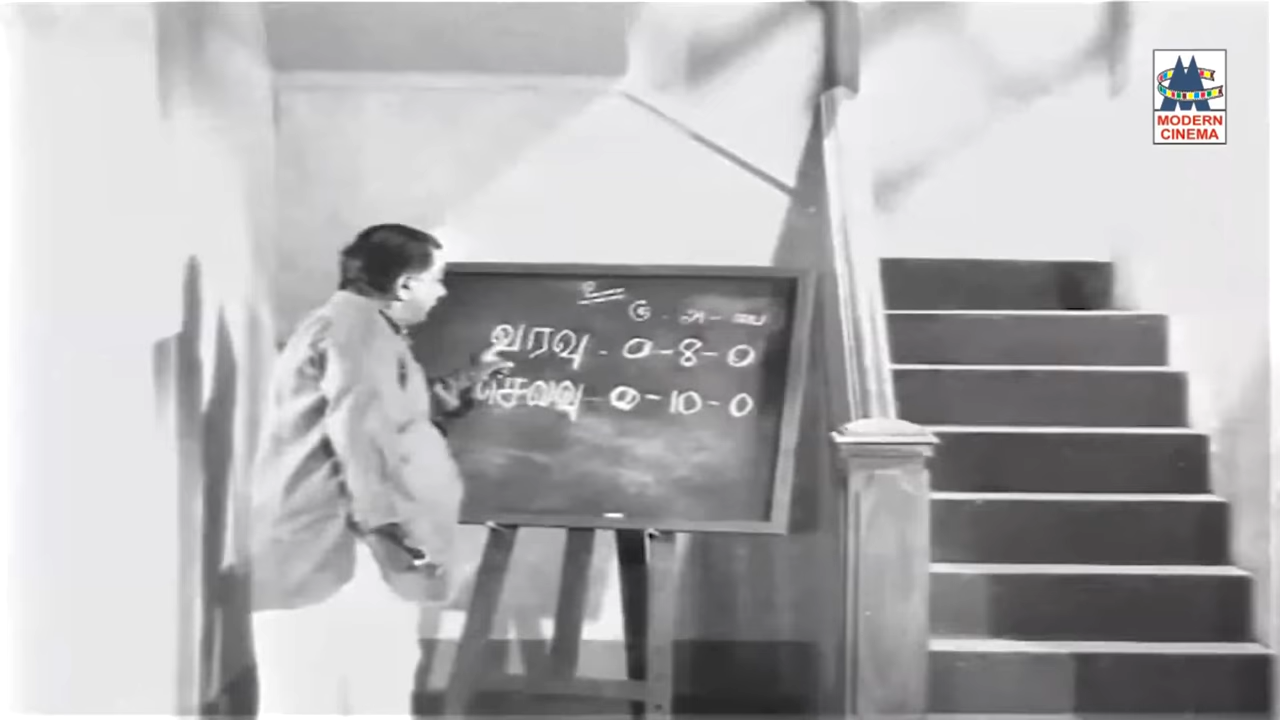 உ
ரூ - அ - பை
வரவு - 0-8-0
செலவு - 0-10-0
MODERN
CINEMA